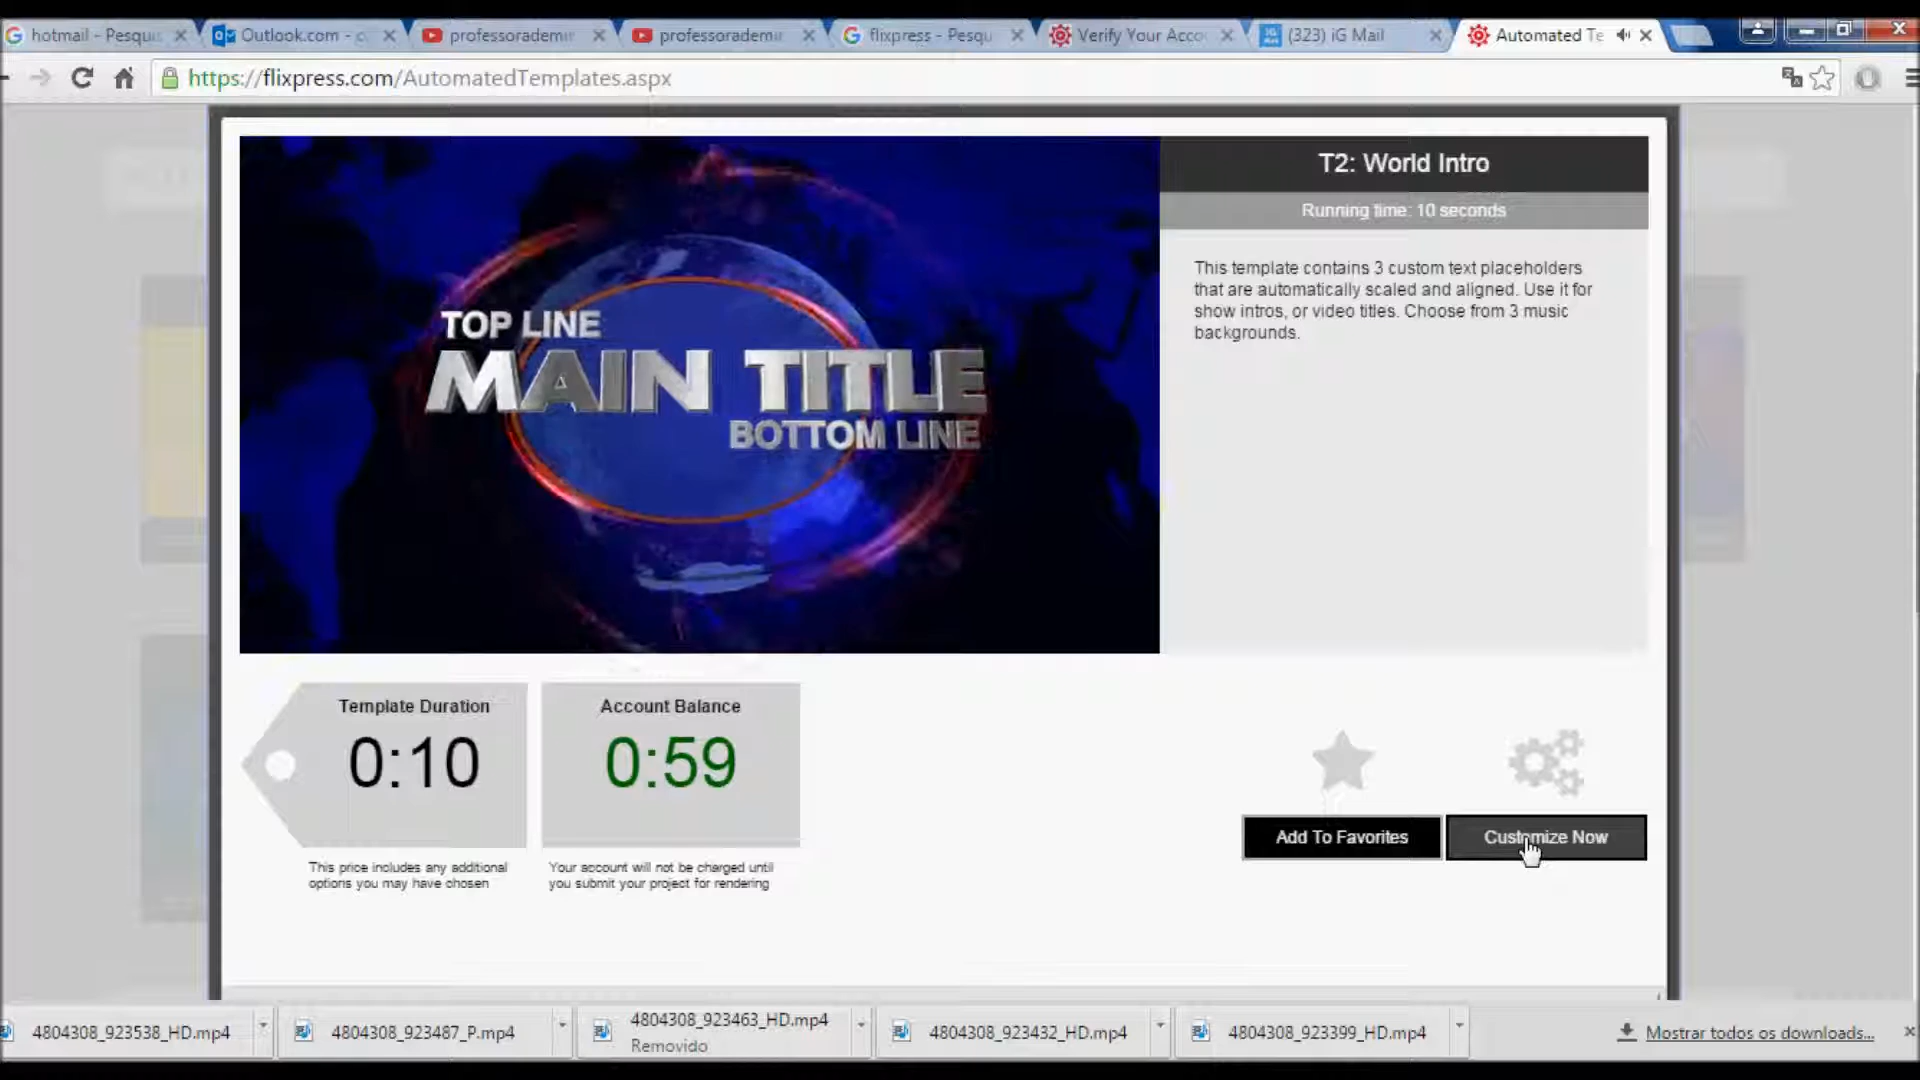 hotmail - Pesqui
Outlook.com - c
professorademir
professorademir
flixpress - Pesqu
Verify Your Acco
(323) iG Mail
Automated Te
https://flixpress.com/AutomatedTemplates.aspx
TOP LINE
MAIN TITLE
BOTTOM LINE
T2: World Intro
Running time: 10 seconds
This template contains 3 custom text placeholders
that are automatically scaled and aligned. Use it for
show intros, or video titles. Choose from 3 music
backgrounds.
Template Duration
0:10
This price includes any additional
options you may have chosen
Account Balance
0:59
Your account will not be charged until
you submit your project for rendering
Add To Favorites
Customize Now
4804308_923538_HD.mp4
4804308_923487_P.mp4
4804308_923463_HD.mp4
Removido
4804308_923432_HD.mp4
4804308_923399_HD.mp4
Mostrar todos os downloads...